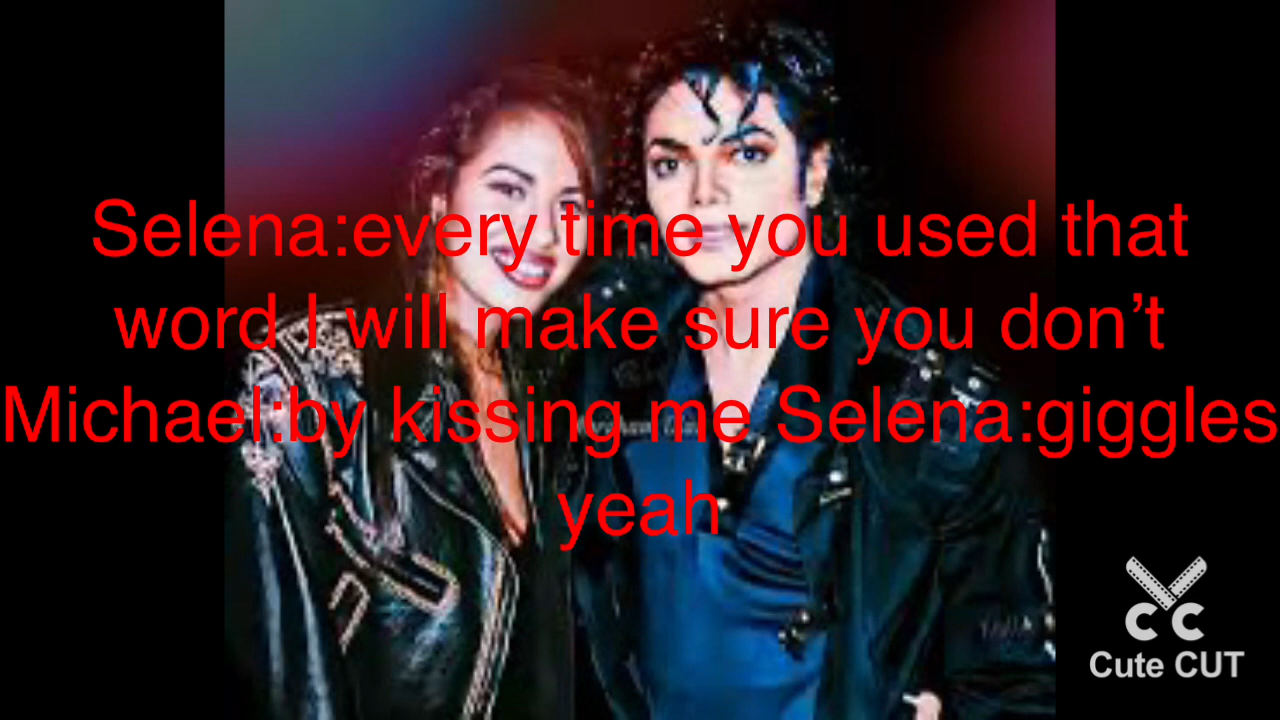 Selena:every time you used that
word I will make sure you don’t
Michael:by kissing me Selena:giggles
yeah
CC
Cute CUT